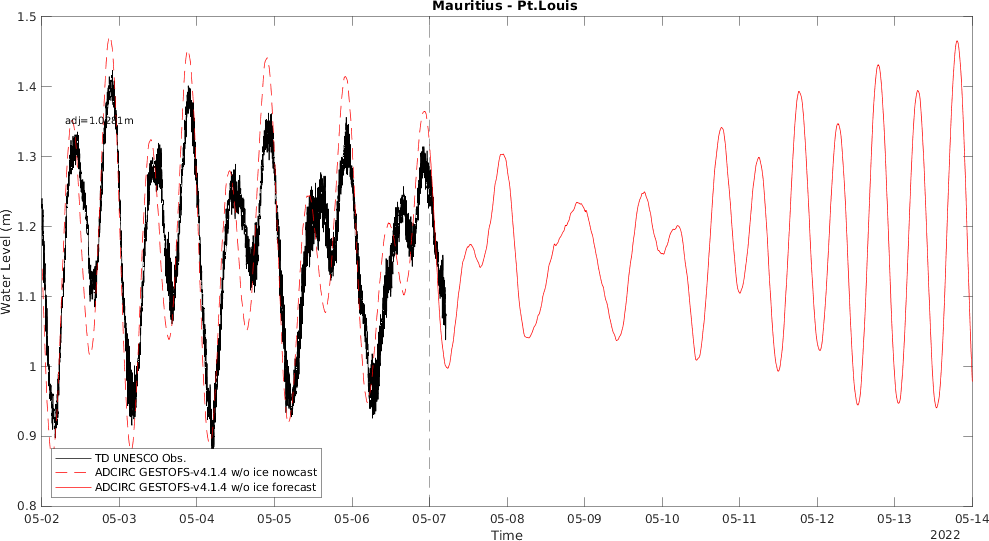 Mauritius - Pt.Louis
1.5
1.4
1.3
1.2
1.1
1
0.9
0.8
Water Level (m)
adj=1.0281m
TD UNESCO Obs.
ADCIRC GESTOFS-v4.1.4 w/o ice nowcast
ADCIRC GESTOFS-v4.1.4 w/o ice forecast
05-02 05-03 05-04 05-05 05-06 05-07 05-08 05-09 05-10 05-11 05-12 05-13 05-14
Time
2022